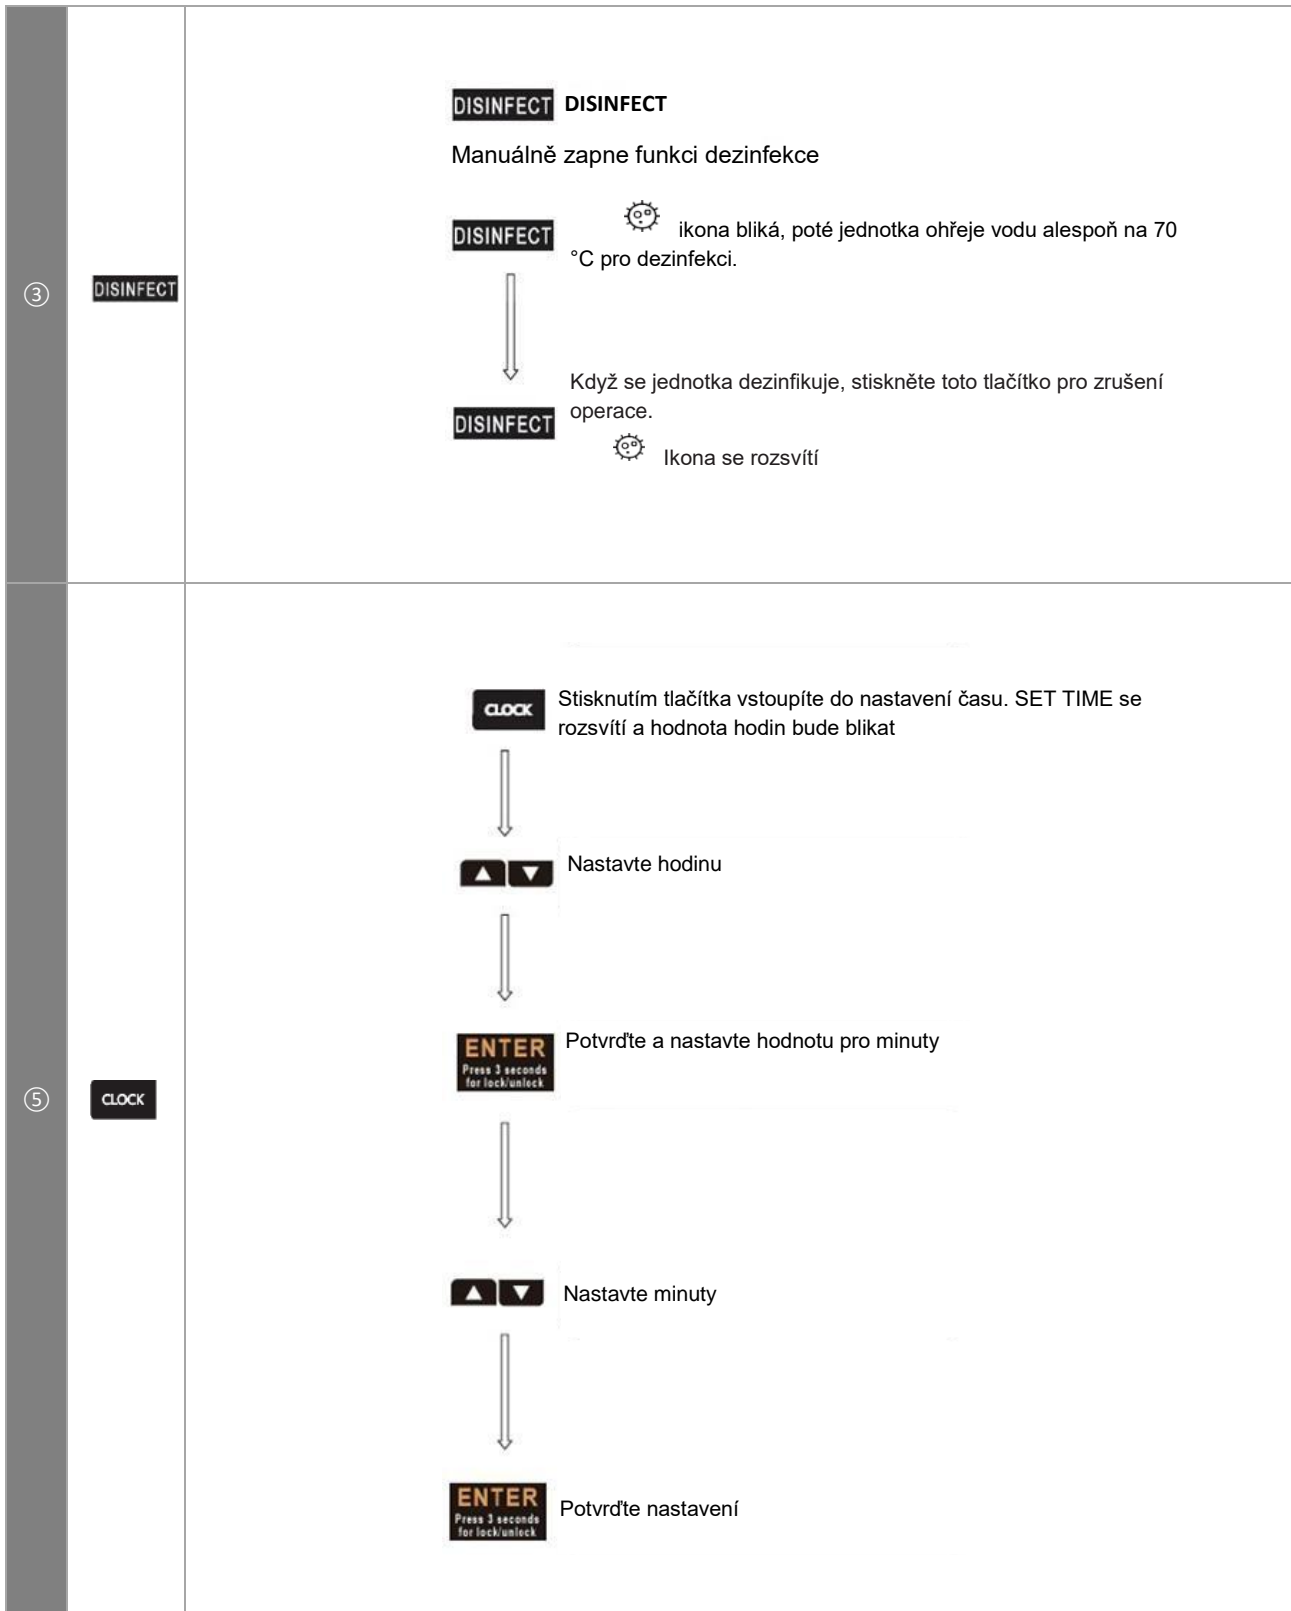 DISINFECT DISINFECT
Manuálně zapne funkci dezinfekce
DISINFECT ikona bliká, poté jednotka ohřeje vodu alespoň na 70
°C pro dezinfekci.
③ DISINFECT
Když se jednotka dezinfikuje, stiskněte toto tlačítko pro zrušení
operace.
DISINFECT
Ikona se rozsvítí
CLOCK Stisknutím tlačítka vstoupíte do nastavení času. SET TIME se
rozsvítí a hodnota hodin bude blikat
▲ ▼ Nastavte hodinu
ENTER
Press 3 seconds
for lock/unlock
Potvrďte a nastavte hodnotu pro minuty
⑤ CLOCK
▲ ▼ Nastavte minuty
ENTER
Press 3 seconds
for lock/unlock
Potvrďte nastavení